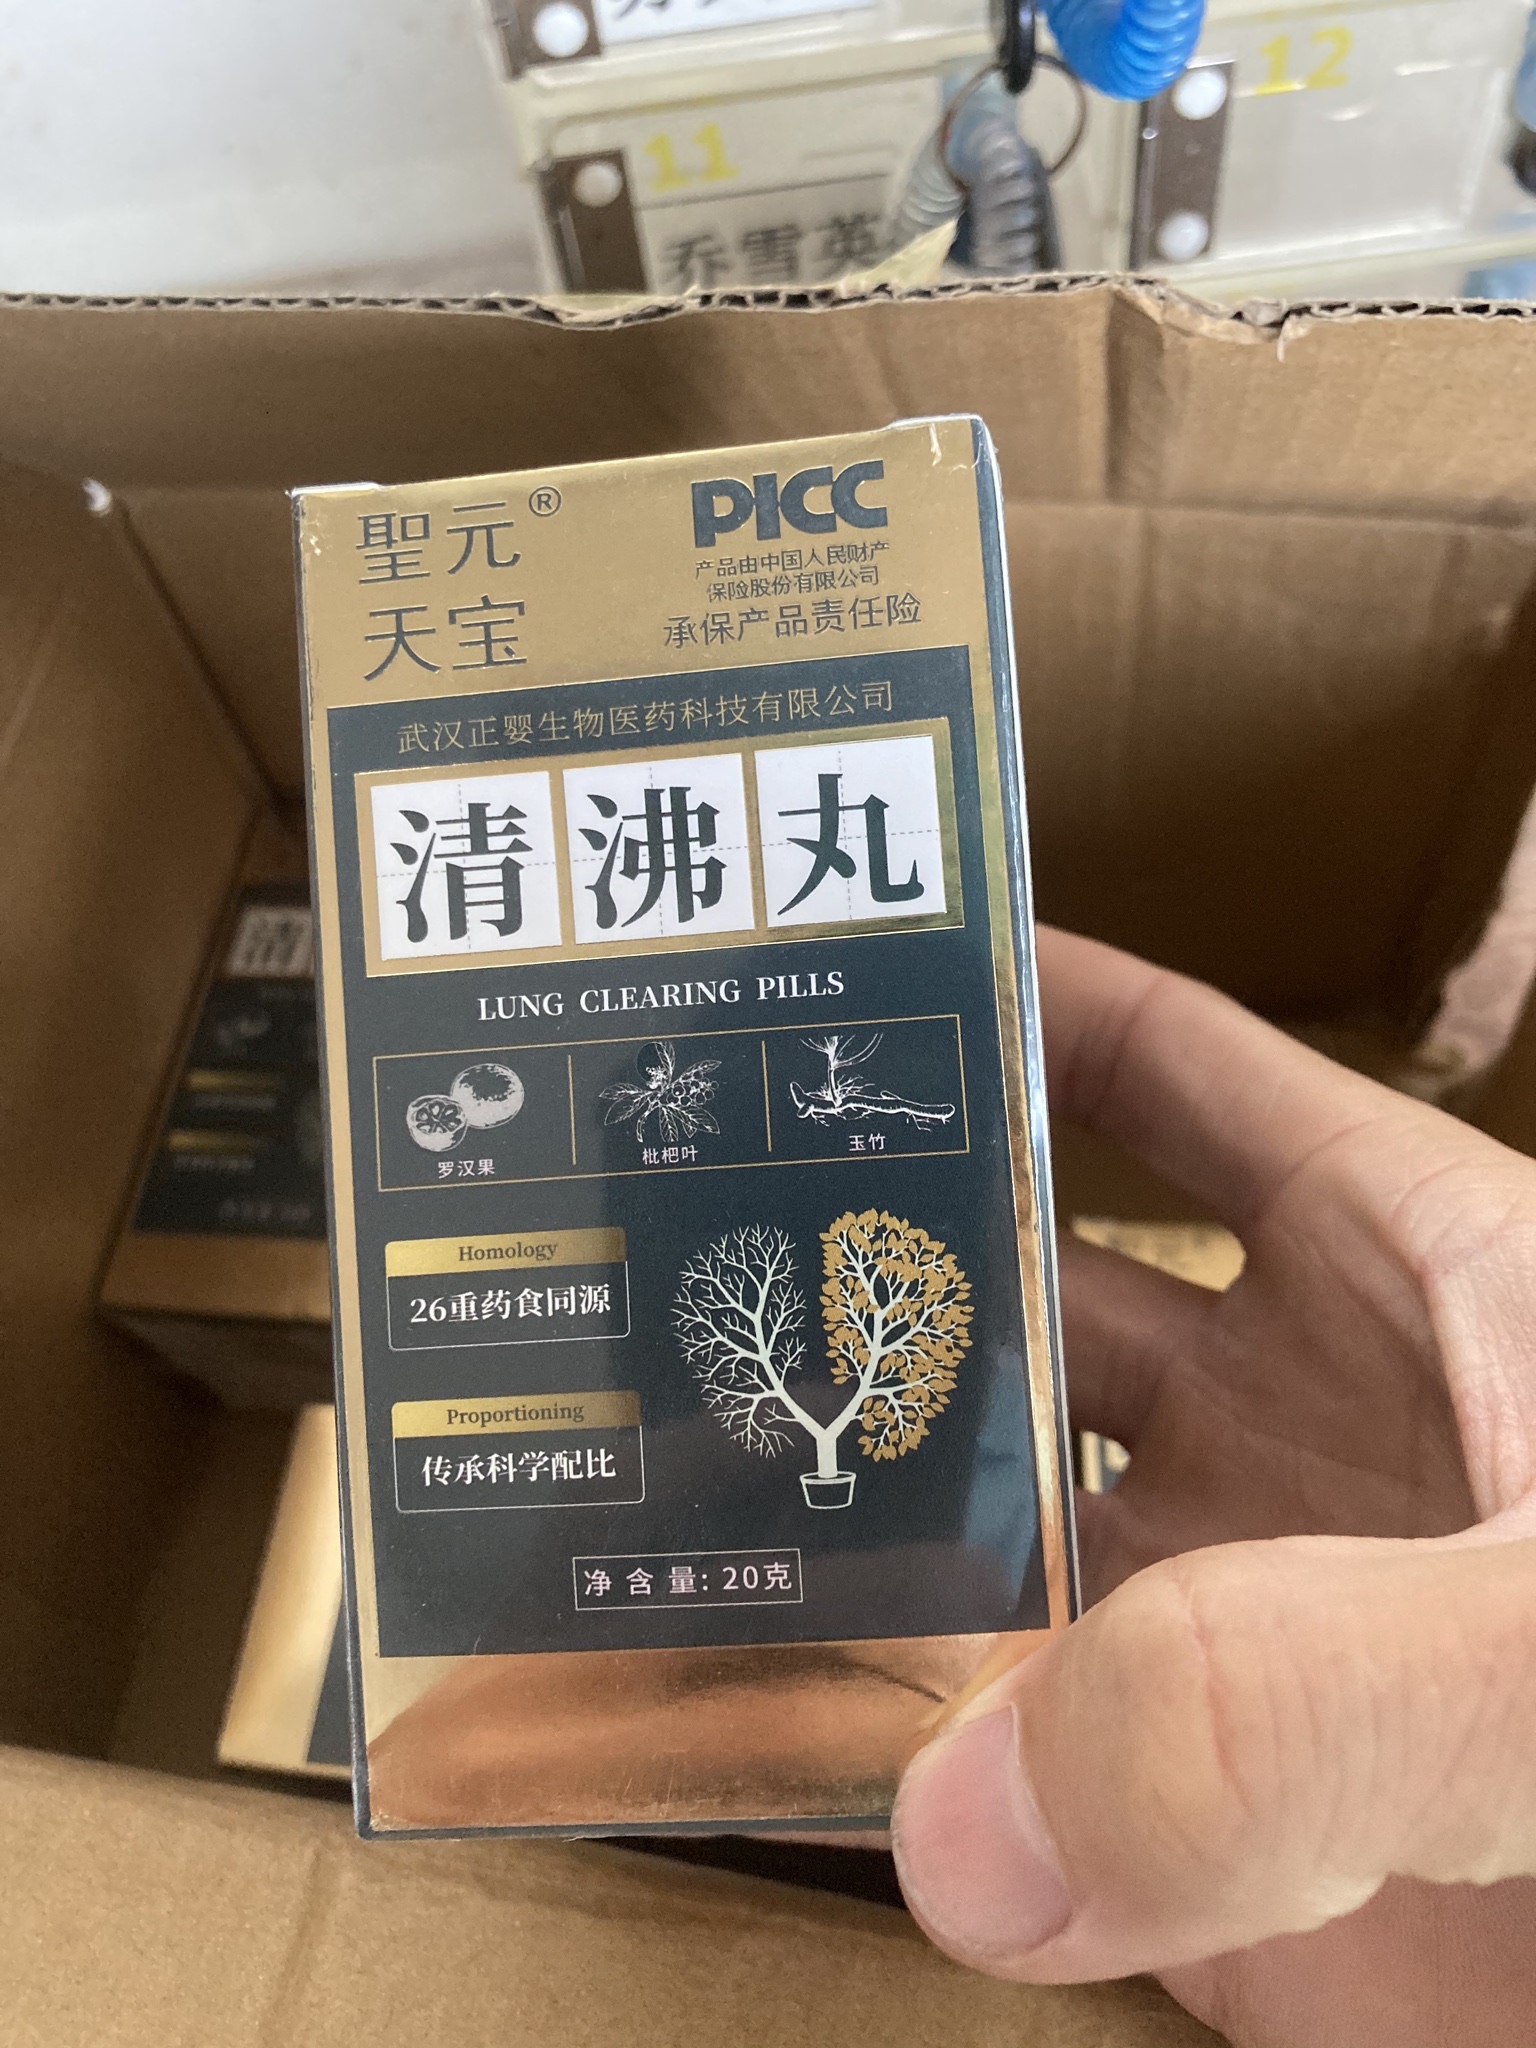 11
12
乔雪英
聖元®
天宝
PICC
产品由中国人民财产
保险股份有限公司
承保产品责任险
武汉正婴生物医药科技有限公司
清沸丸
LUNG CLEARING PILLS
罗汉果
枇杷叶
玉竹
Homology
26重药食同源
Proportioning
传承科学配比
净含量: 20克
清